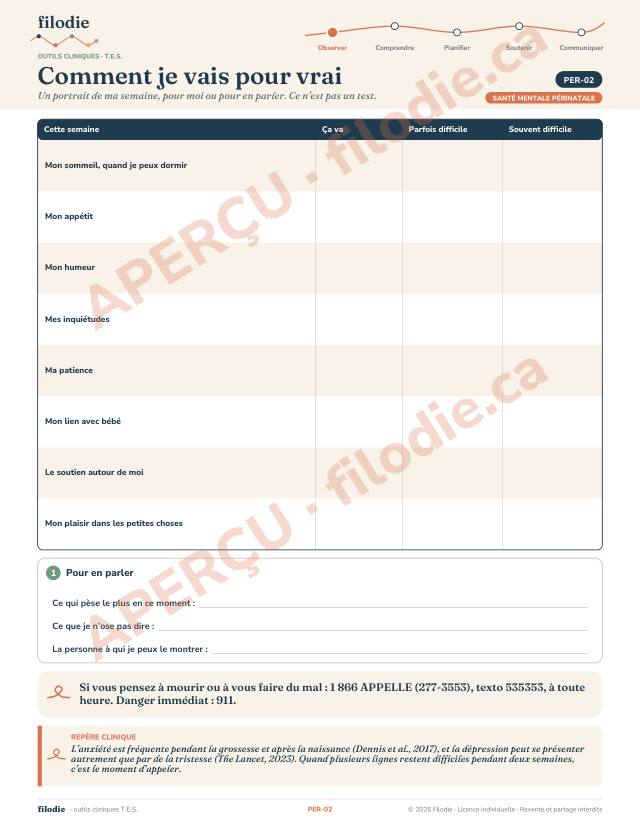 filodie
OUTILS CLINIQUES · T.E.S.
Observer Comprendre Planifier Soutenir Communiquer
Comment je vais pour vrai
PER-02
Un portrait de ma semaine, pour moi ou pour en parler. Ce n'est pas un test.
SANTÉ MENTALE PÉRINATALE
Cette semaine Ça va Parfois difficile Souvent difficile
Mon sommeil, quand je peux dormir
Mon appétit
Mon humeur
Mes inquiétudes
Ma patience
Mon lien avec bébé
Le soutien autour de moi
Mon plaisir dans les petites choses
APERÇU · filodie.ca
APERÇU · filodie.ca
1 Pour en parler
Ce qui pèse le plus en ce moment :
Ce que je n'ose pas dire :
La personne à qui je peux le montrer :
Si vous pensez à mourir ou à vous faire du mal : 1 866 APPELLE (277-3553), texto 535353, à toute
heure. Danger immédiat : 911.
REPÈRE CLINIQUE
L'anxiété est fréquente pendant la grossesse et après la naissance (Dennis et al., 2017), et la dépression peut se présenter
autrement que par de la tristesse (The Lancet, 2023). Quand plusieurs lignes restent difficiles pendant deux semaines,
c'est le moment d'appeler.
filodie · outils cliniques T.E.S. PER-02 © 2026 Filodie · Licence individuelle · Revente et partage interdits